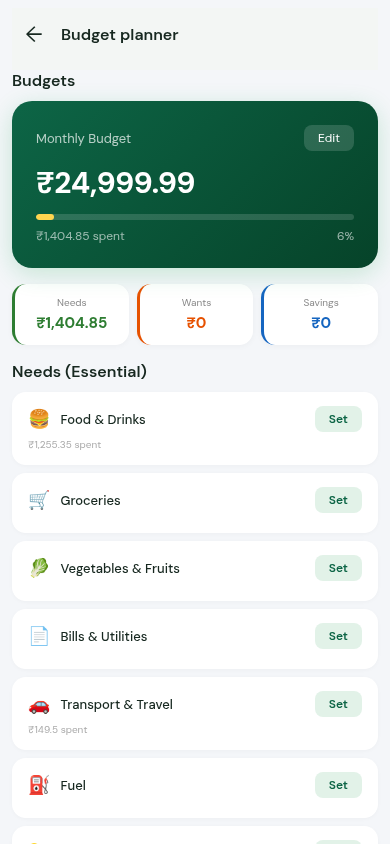 Budget planner
Budgets
Monthly Budget
Edit
₹24,999.99
₹1,404.85 spent
6%
Needs
₹1,404.85
Wants
₹0
Savings
₹0
Needs (Essential)
Food & Drinks
Set
₹1,255.35 spent
Groceries
Set
Vegetables & Fruits
Set
Bills & Utilities
Set
Transport & Travel
Set
₹149.5 spent
Fuel
Set